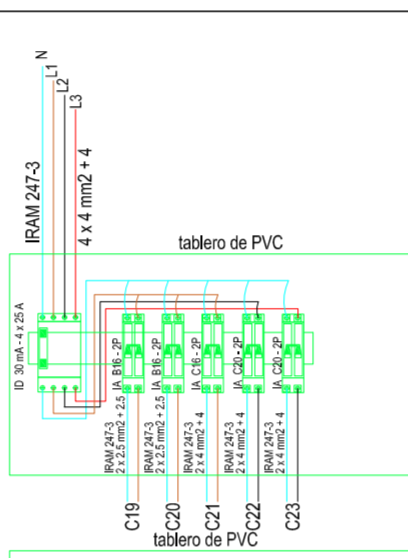 N
L1
L2
L3
IRAM 247-3
4 x 4 mm2 + 4
tablero de PVC
ID 30 mA - 4 x 25 A
IA B16 - 2P
IA B16 - 2P
IA C16 - 2P
IA C20 - 2P
IA C20 - 2P
IRAM 247-3
2 x 2.5 mm2 + 2.5
IRAM 247-3
2 x 2.5 mm2 + 2.5
IRAM 247-3
2 x 4 mm2 + 4
IRAM 247-3
2 x 4 mm2 + 4
IRAM 247-3
2 x 4 mm2 + 4
C19
C20
C21
C22
C23
tablero de PVC